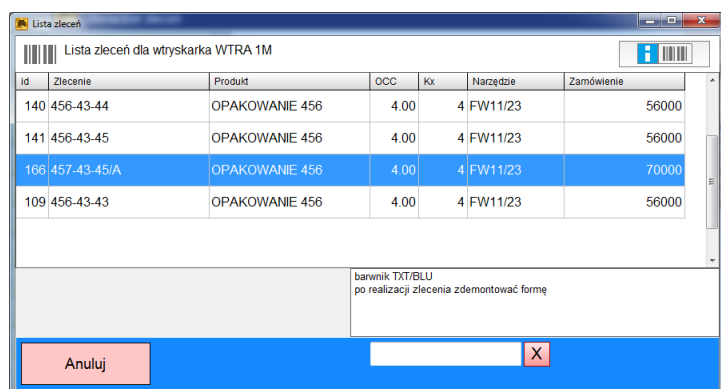 Lista zleceń
Lista zleceń dla wtryskarka WTRA 1M
id Zlecenie Produkt OCC Kx Narzędzie Zamówienie
140 456-43-44 OPAKOWANIE 456 4.00 4 FW11/23 56000
141 456-43-45 OPAKOWANIE 456 4.00 4 FW11/23 56000
166 457-43-45/A OPAKOWANIE 456 4.00 4 FW11/23 70000
109 456-43-43 OPAKOWANIE 456 4.00 4 FW11/23 56000
barwnik TXT/BLU
po realizacji zlecenia zdemontować formę
Anuluj X